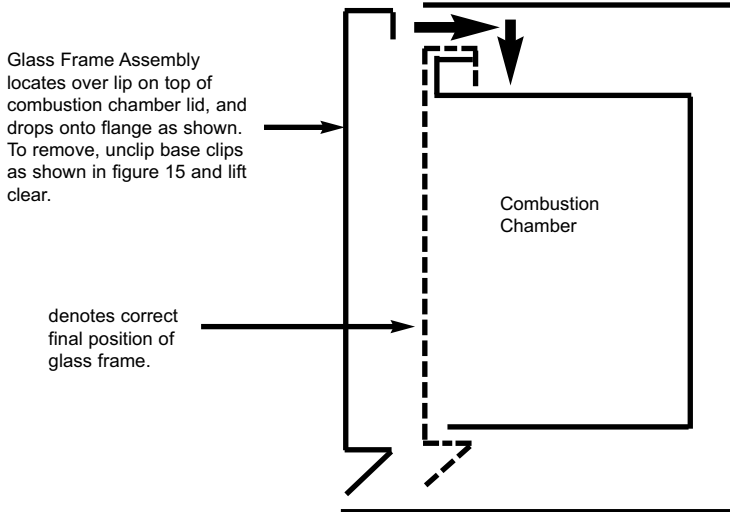 Glass Frame Assembly
locates over lip on top of
combustion chamber lid, and
drops onto flange as shown.
To remove, unclip base clips
as shown in figure 15 and lift
clear.
Combustion
Chamber
denotes correct
final position of
glass frame.